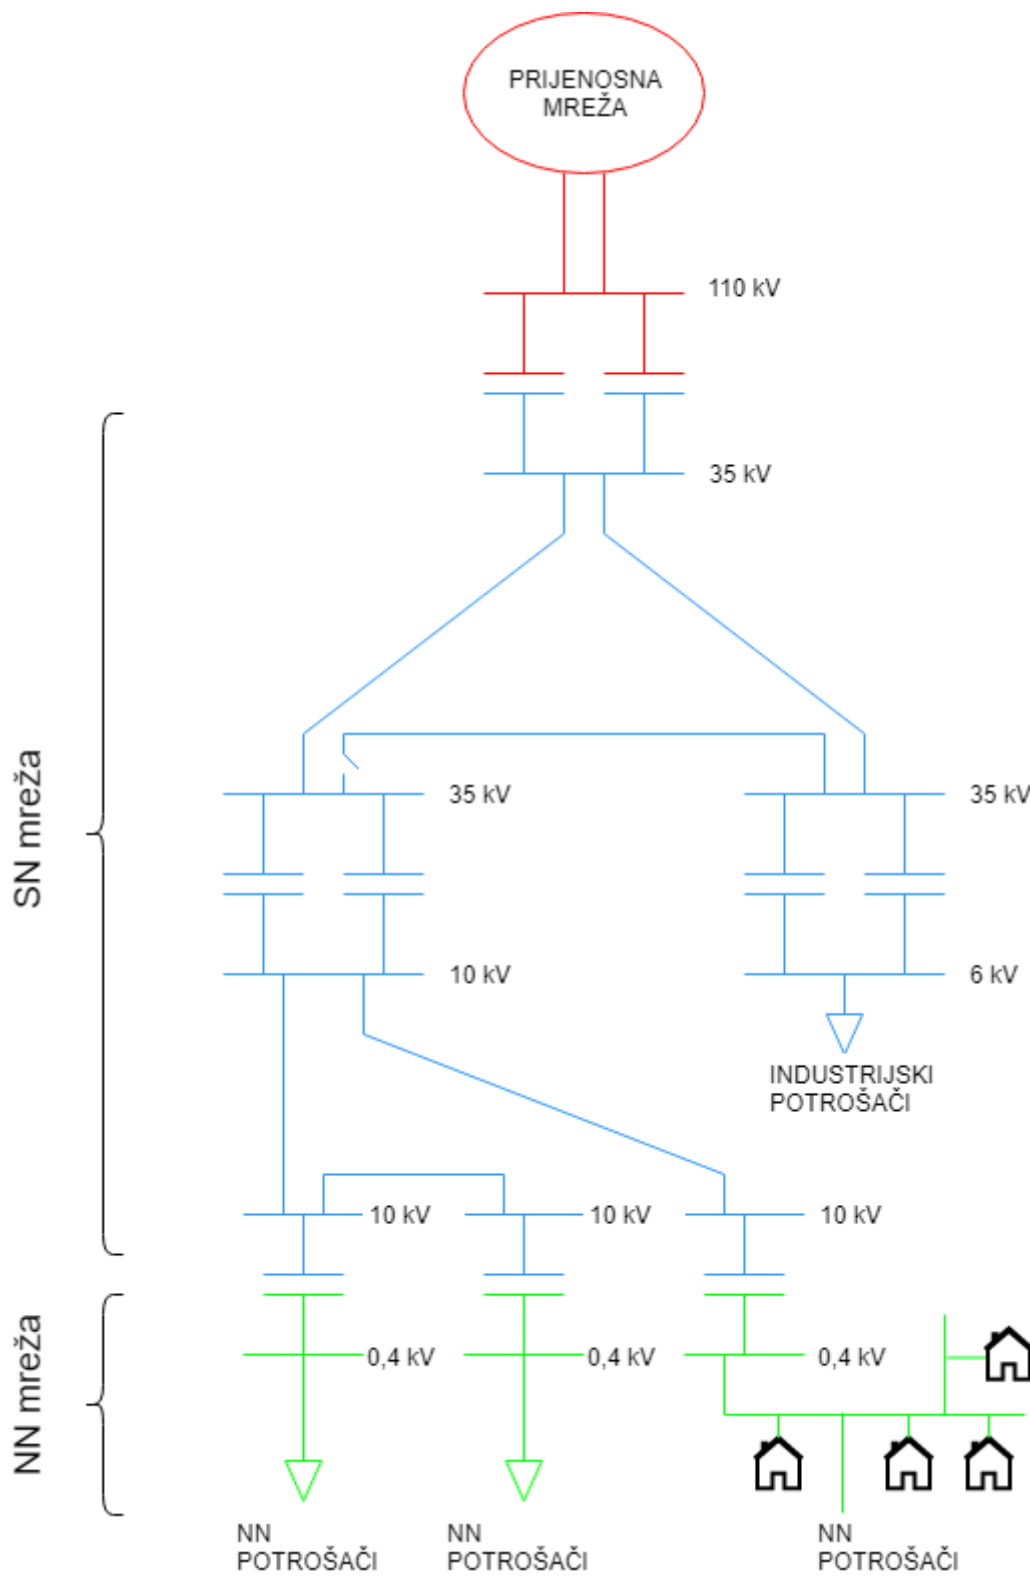 PRIJENOSNA
MREŽA
110 kV
35 kV
SN mreža
35 kV
35 kV
10 kV
6 kV
INDUSTRIJSKI
POTROŠAČI
10 kV
10 kV
10 kV
NN mreža
0,4 kV
0,4 kV
0,4 kV
NN
POTROŠAČI
NN
POTROŠAČI
NN
POTROŠAČI